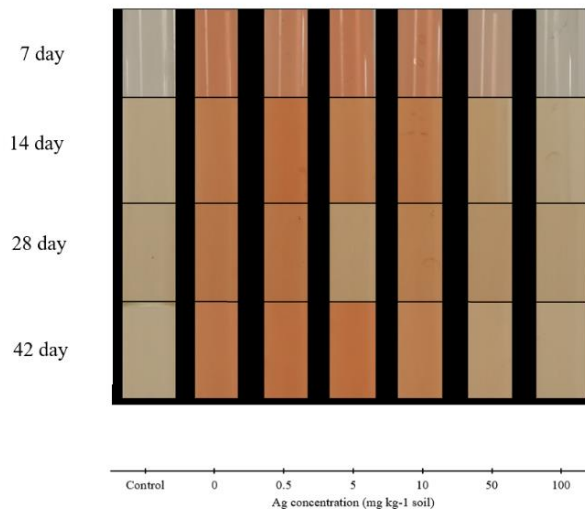 7 day
14 day
28 day
42 day
Control 0 0.5 5 10 50 100
Ag concentration (mg kg-1 soil)